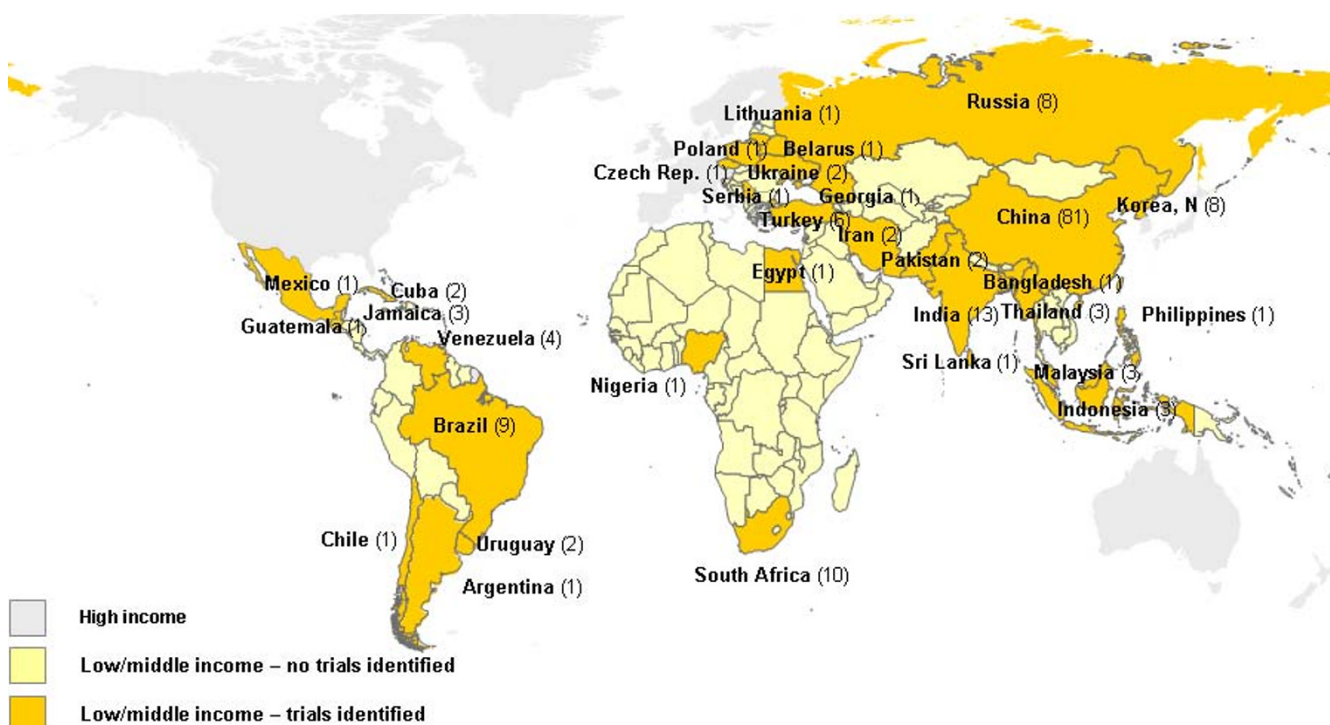 Russia (8)
Lithuania (1)
Poland (1) Belarus (1)
Czech Rep. (1) Ukraine (2)
Serbia (1) Georgia (1)
Korea, N (8)
China (81)
Turkey (6)
Iran (2)
Pakistan (2)
Egypt (1)
Bangladesh (1)
Mexico (1)
Cuba (2)
Jamaica (3)
Guatemala (1)
Venezuela (4)
India (13) Thailand (3) Philippines (1)
Sri Lanka (1)
Malaysia (3)
Nigeria (1)
Indonesia (3)
Brazil (9)
Chile (1)
Uruguay (2)
South Africa (10)
Argentina (1)
High income
Low/middle income – no trials identified
Low/middle income – trials identified